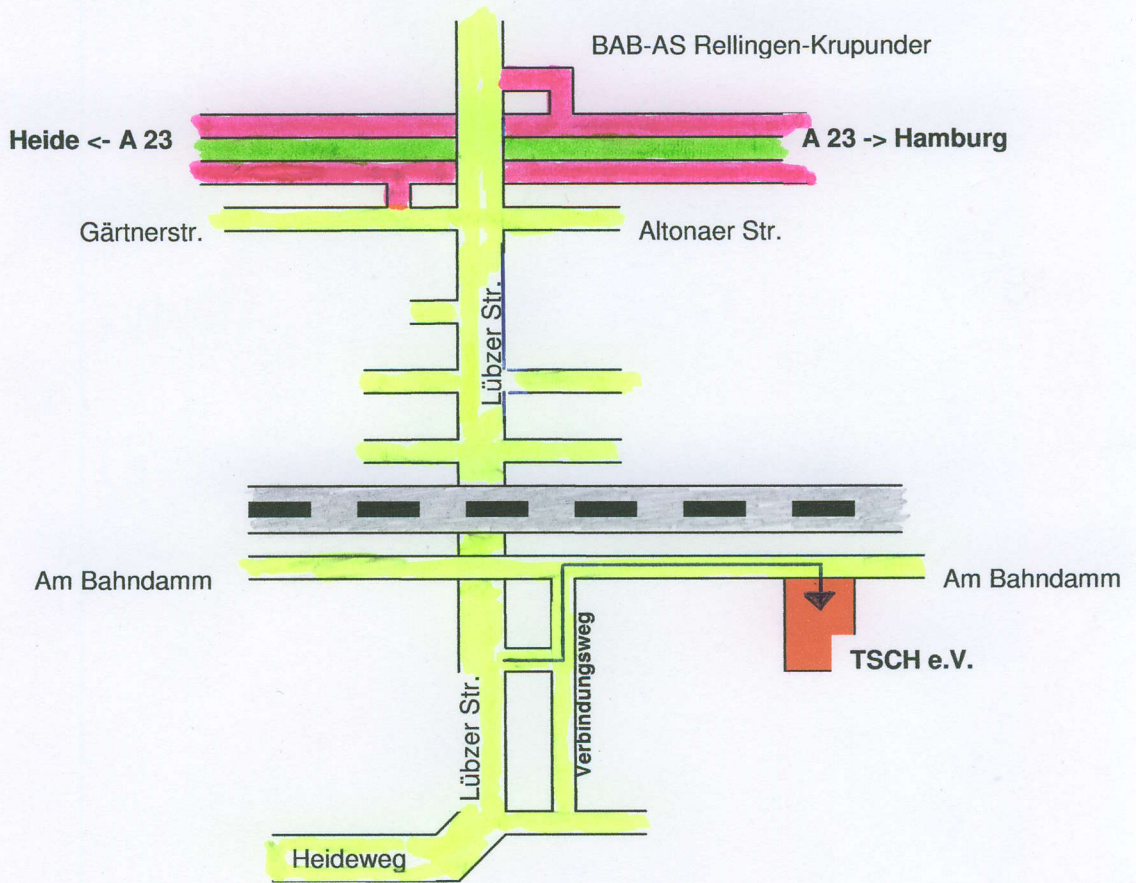 BAB-AS Rellingen-Krupunder
Heide <- A 23
A 23 -> Hamburg
Gärtnerstr.
Altonaer Str.
Lübzer Str.
Am Bahndamm
Am Bahndamm
Verbindungsweg
TSCH e.V.
Lübzer Str.
Heideweg